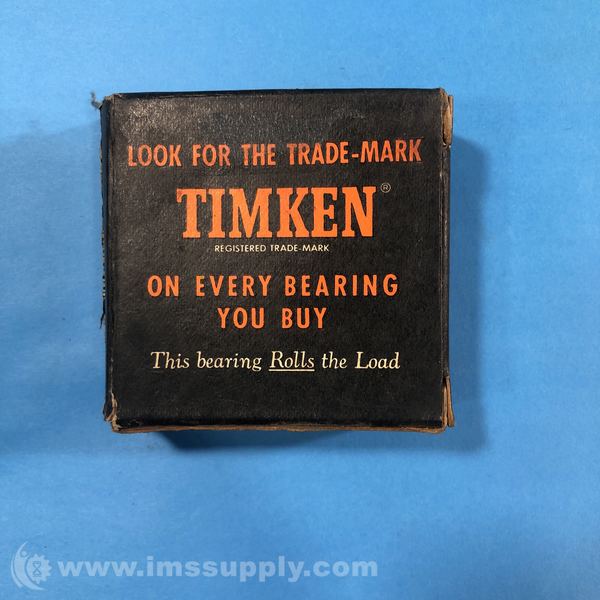 LOOK FOR THE TRADE-MARK
TIMKEN®
REGISTERED TRADE-MARK
ON EVERY BEARING
YOU BUY
This bearing Rolls the Load
www.imssupply.com